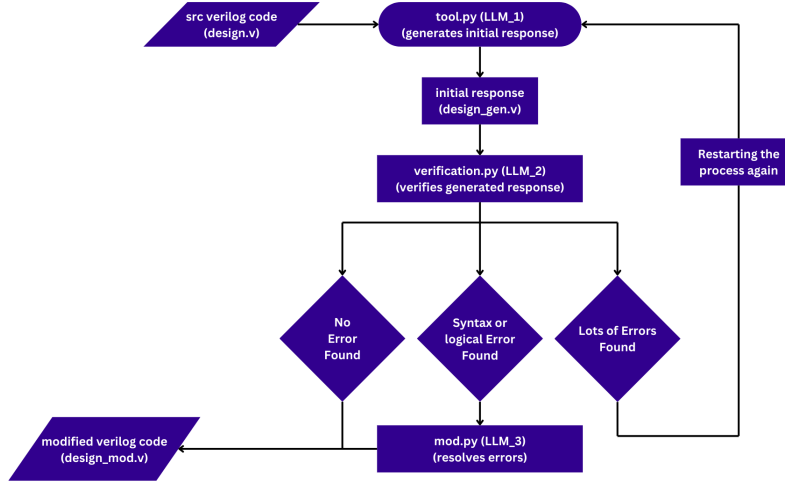 src verilog code
(design.v)
tool.py (LLM_1)
(generates initial response)
initial response
(design_gen.v)
Restarting the
process again
verification.py (LLM_2)
(verifies generated response)
No
Error
Found
Syntax or
logical Error
Found
Lots of Errors
Found
modified verilog code
(design_mod.v)
mod.py (LLM_3)
(resolves errors)